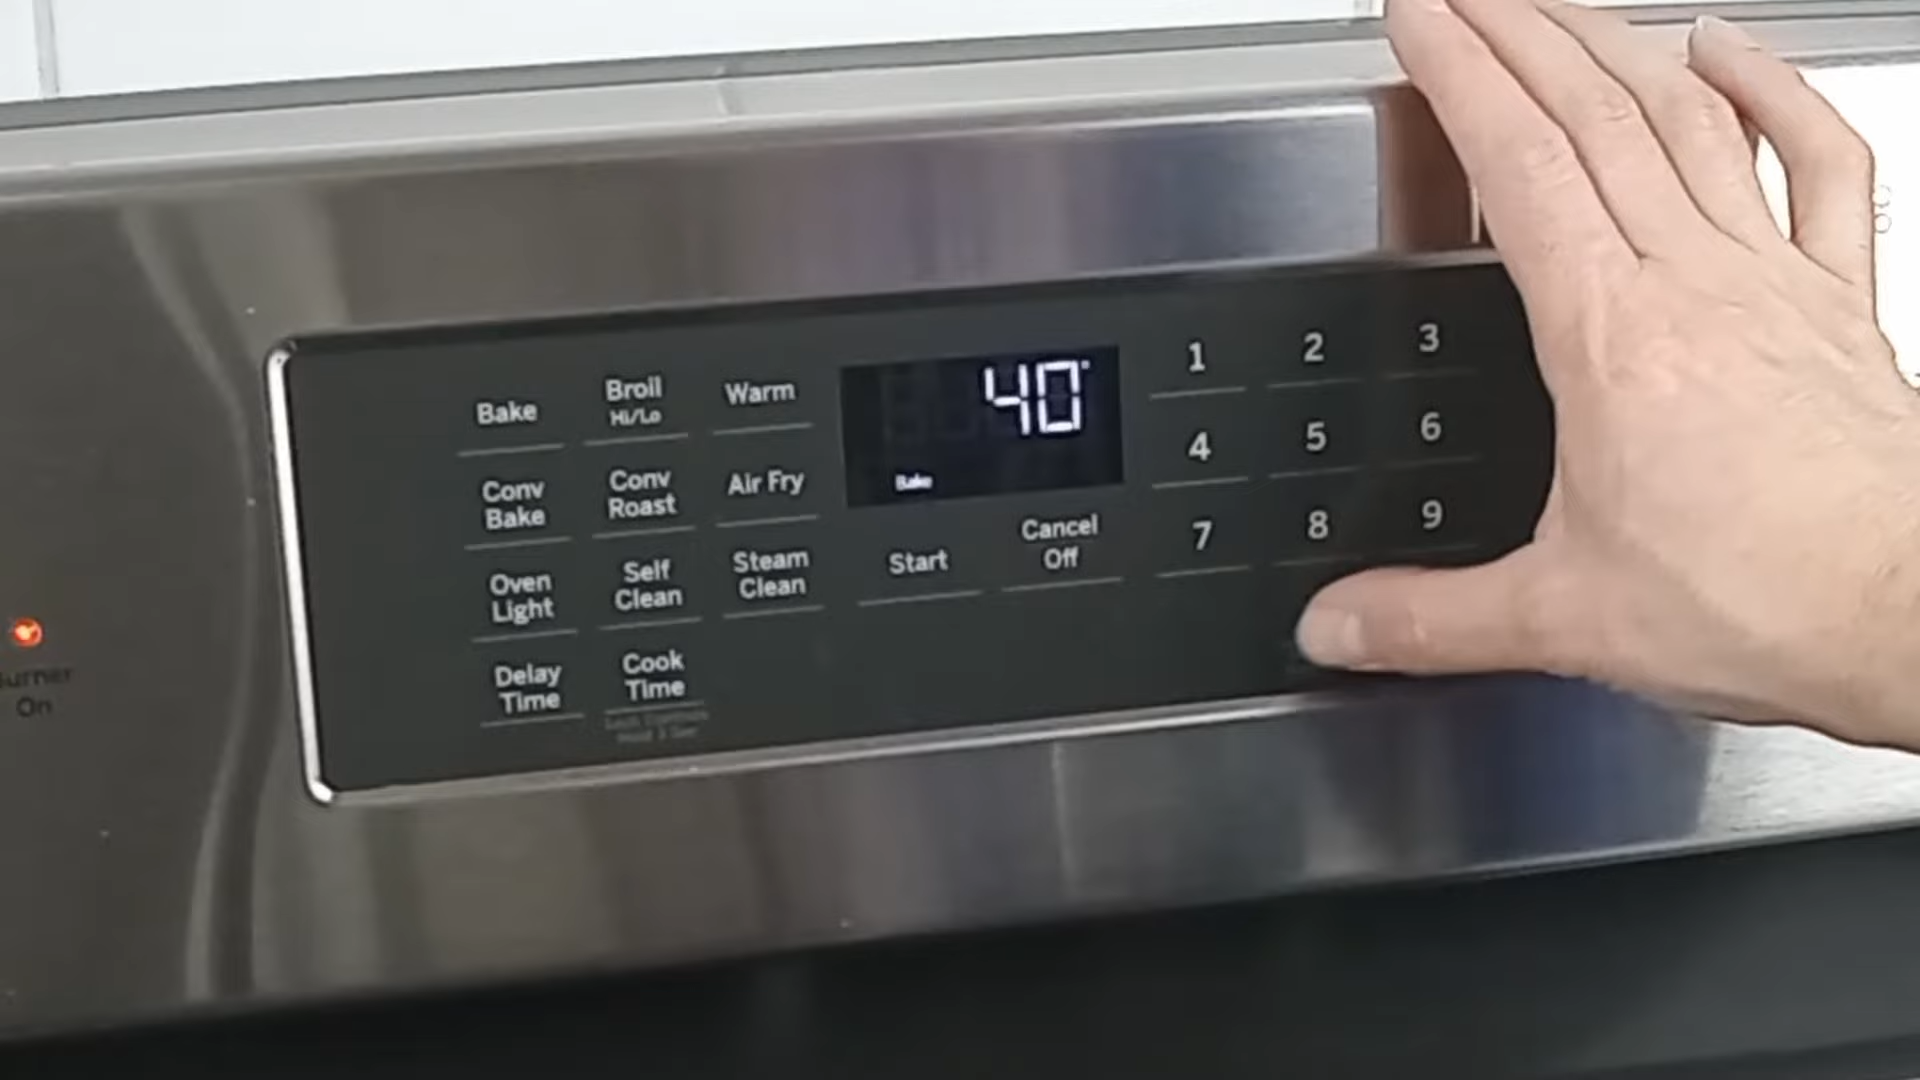 Bake
Broil
Hi/Lo
Warm
40°
Bake
1
2
3
Conv
Bake
Conv
Roast
Air Fry
4
5
6
Oven
Light
Self
Clean
Steam
Clean
Start
Cancel
Off
7
8
9
Delay
Time
Cook
Time
Burner
On